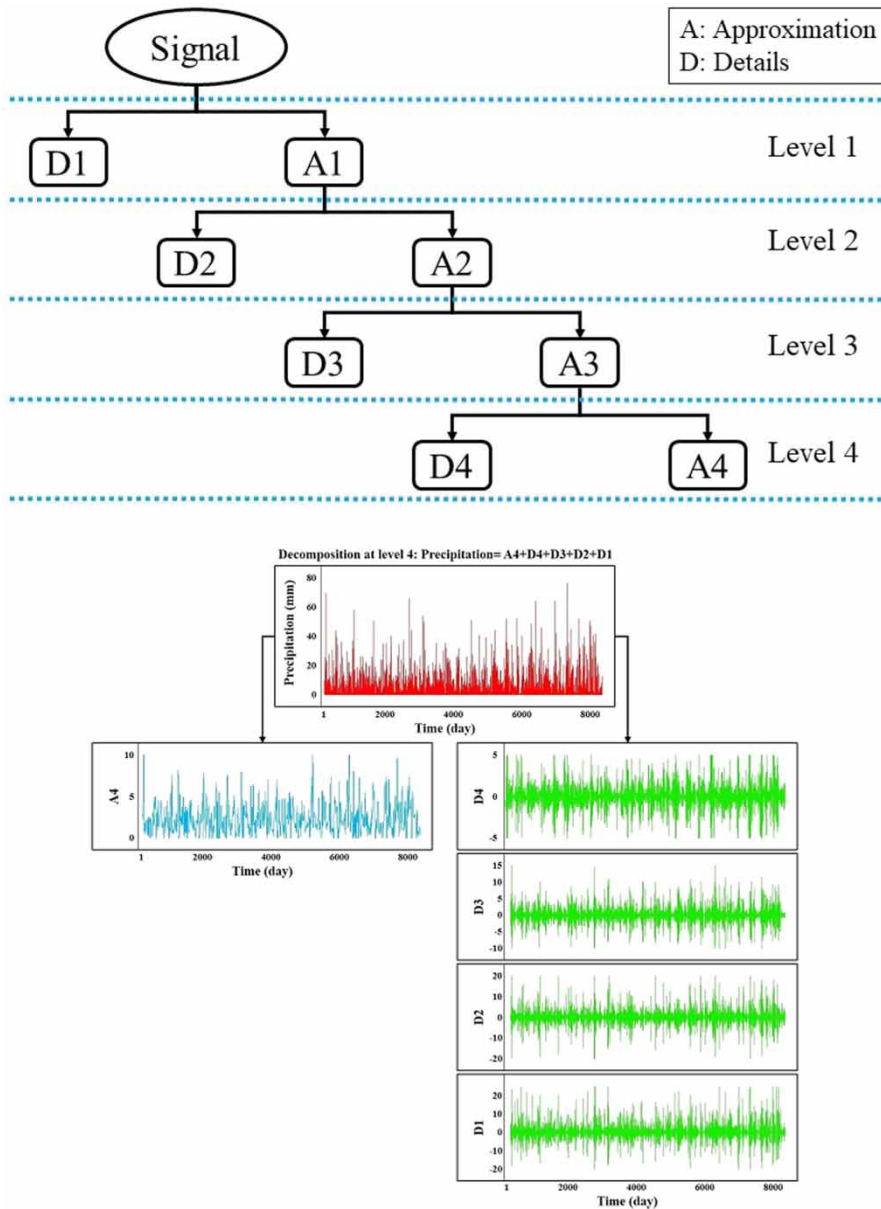 Signal
A: Approximation
D: Details
D1
A1
Level 1
D2
A2
Level 2
D3
A3
Level 3
D4
A4
Level 4
Decomposition at level 4: Precipitation= A4+D4+D3+D2+D1
Precipitation (mm)
80
60
40
20
0
1 2000 4000 6000 8000
Time (day)
A4
10
5
0
1 2000 4000 6000 8000
Time (day)
D4
5
0
-5
D3
15
10
5
0
-5
-10
D2
20
10
0
-10
-20
D1
20
10
0
-10
-20
1 2000 4000 6000 8000
Time (day)